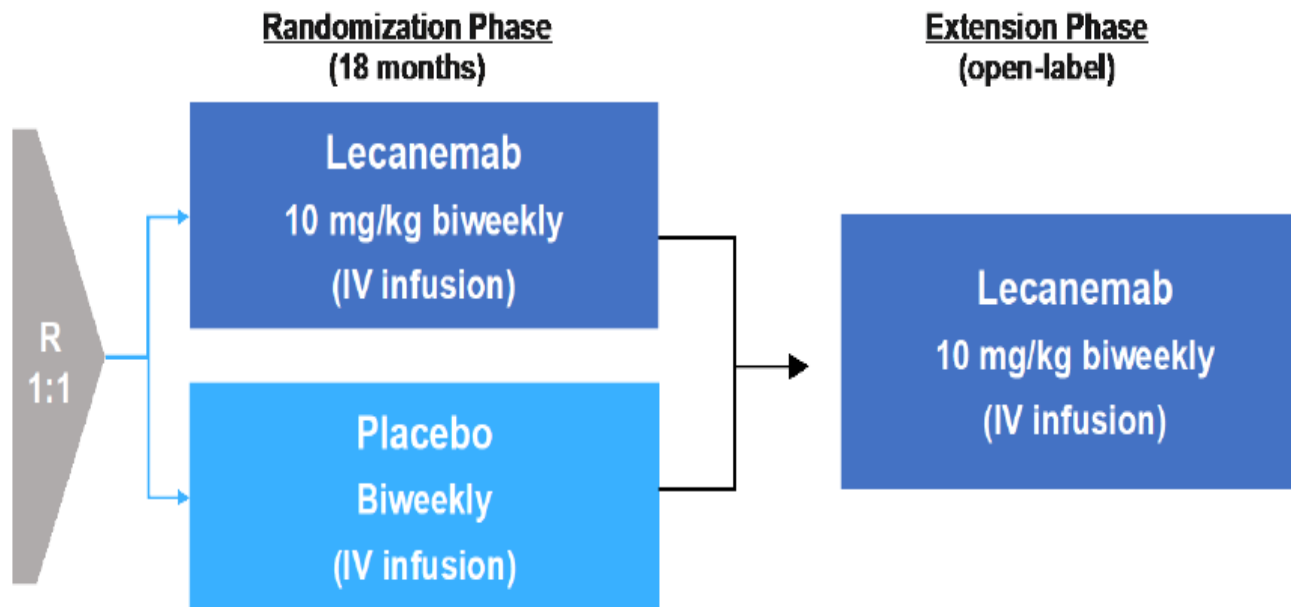 Randomization Phase
(18 months)
Extension Phase
(open-label)
R
1:1
Lecanemab
10 mg/kg biweekly
(IV infusion)
Placebo
Biweekly
(IV infusion)
Lecanemab
10 mg/kg biweekly
(IV infusion)